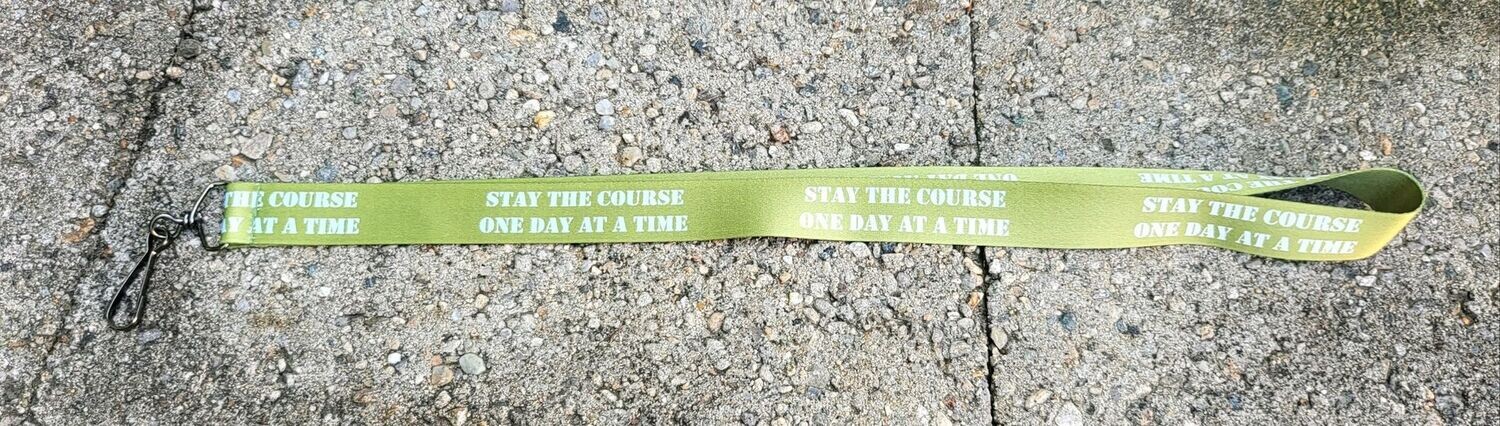 THE COURSE
AY AT A TIME
STAY THE COURSE
ONE DAY AT A TIME
STAY THE COURSE
ONE DAY AT A TIME
STAY THE COURSE
ONE DAY AT A TIME